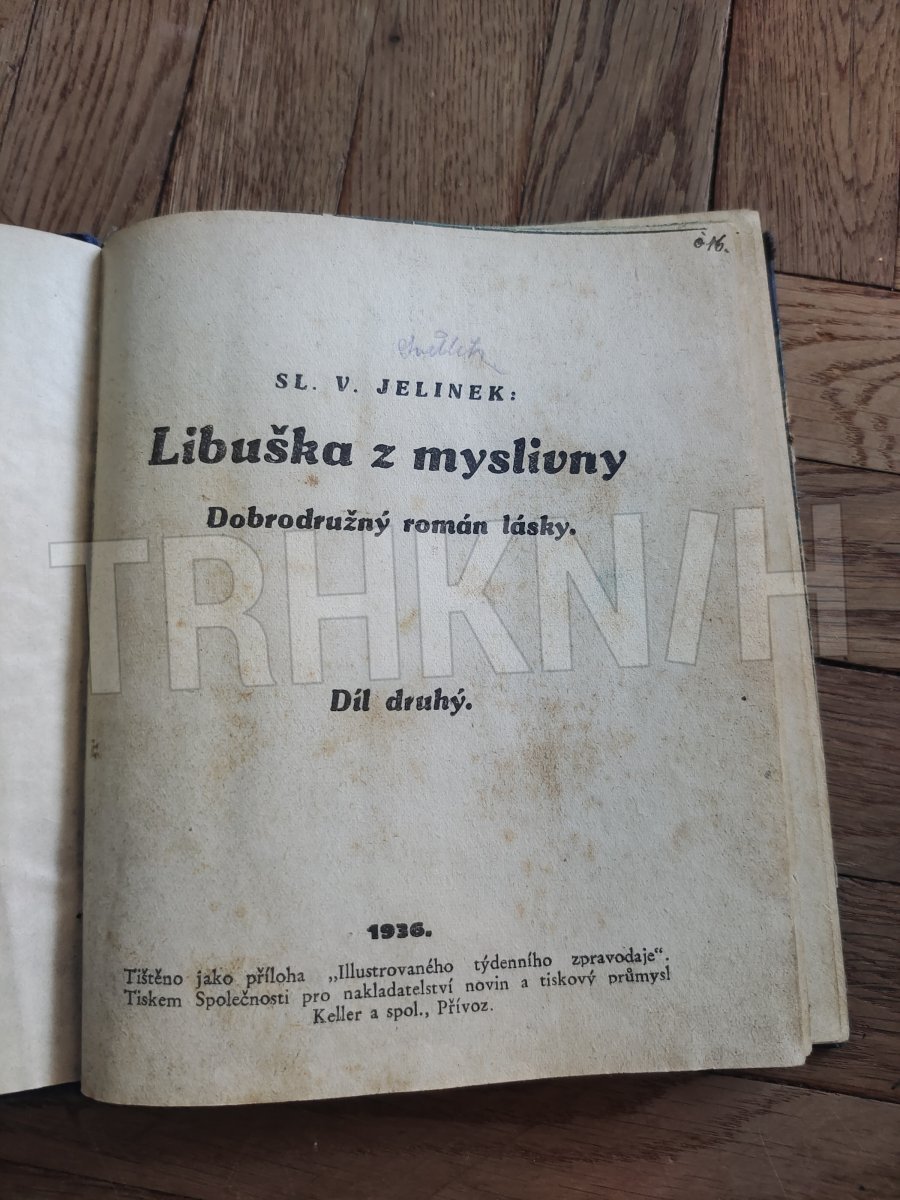 16.
SL. V. JELINEK:
Libuška z myslivny
Dobrodružný román lásky.
TRHKNIH
Díl druhý.
1936.
Tištěno jako příloha „Illustrovaného týdenního zpravodaje".
Tiskem Společnosti pro nakladatelství novin a tiskový průmysl
Keller a spol., Přívoz.